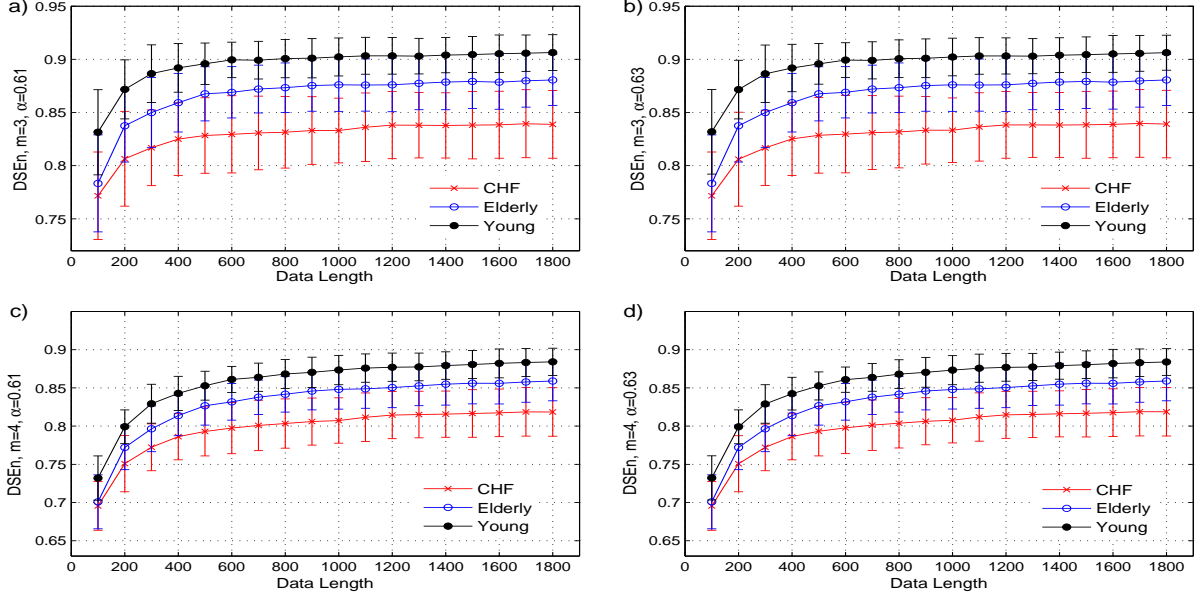 a)
DSEn, m=3, α=0.61
0.95
0.9
0.85
0.8
0.75
CHF
Elderly
Young
0 200 400 600 800 1000 1200 1400 1600 1800
Data Length
b)
DSEn, m=3, α=0.63
0.95
0.9
0.85
0.8
0.75
CHF
Elderly
Young
0 200 400 600 800 1000 1200 1400 1600 1800
Data Length
c)
DSEn, m=4, α=0.61
0.9
0.85
0.8
0.75
0.7
0.65
CHF
Elderly
Young
0 200 400 600 800 1000 1200 1400 1600 1800
Data Length
d)
DSEn, m=4, α=0.63
0.9
0.85
0.8
0.75
0.7
0.65
CHF
Elderly
Young
0 200 400 600 800 1000 1200 1400 1600 1800
Data Length